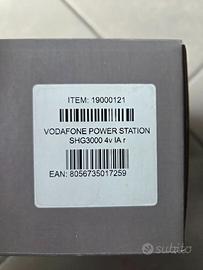 ITEM: 19000121
VODAFONE POWER STATION
SHG3000 4v IA r
EAN: 8056735017259
subito